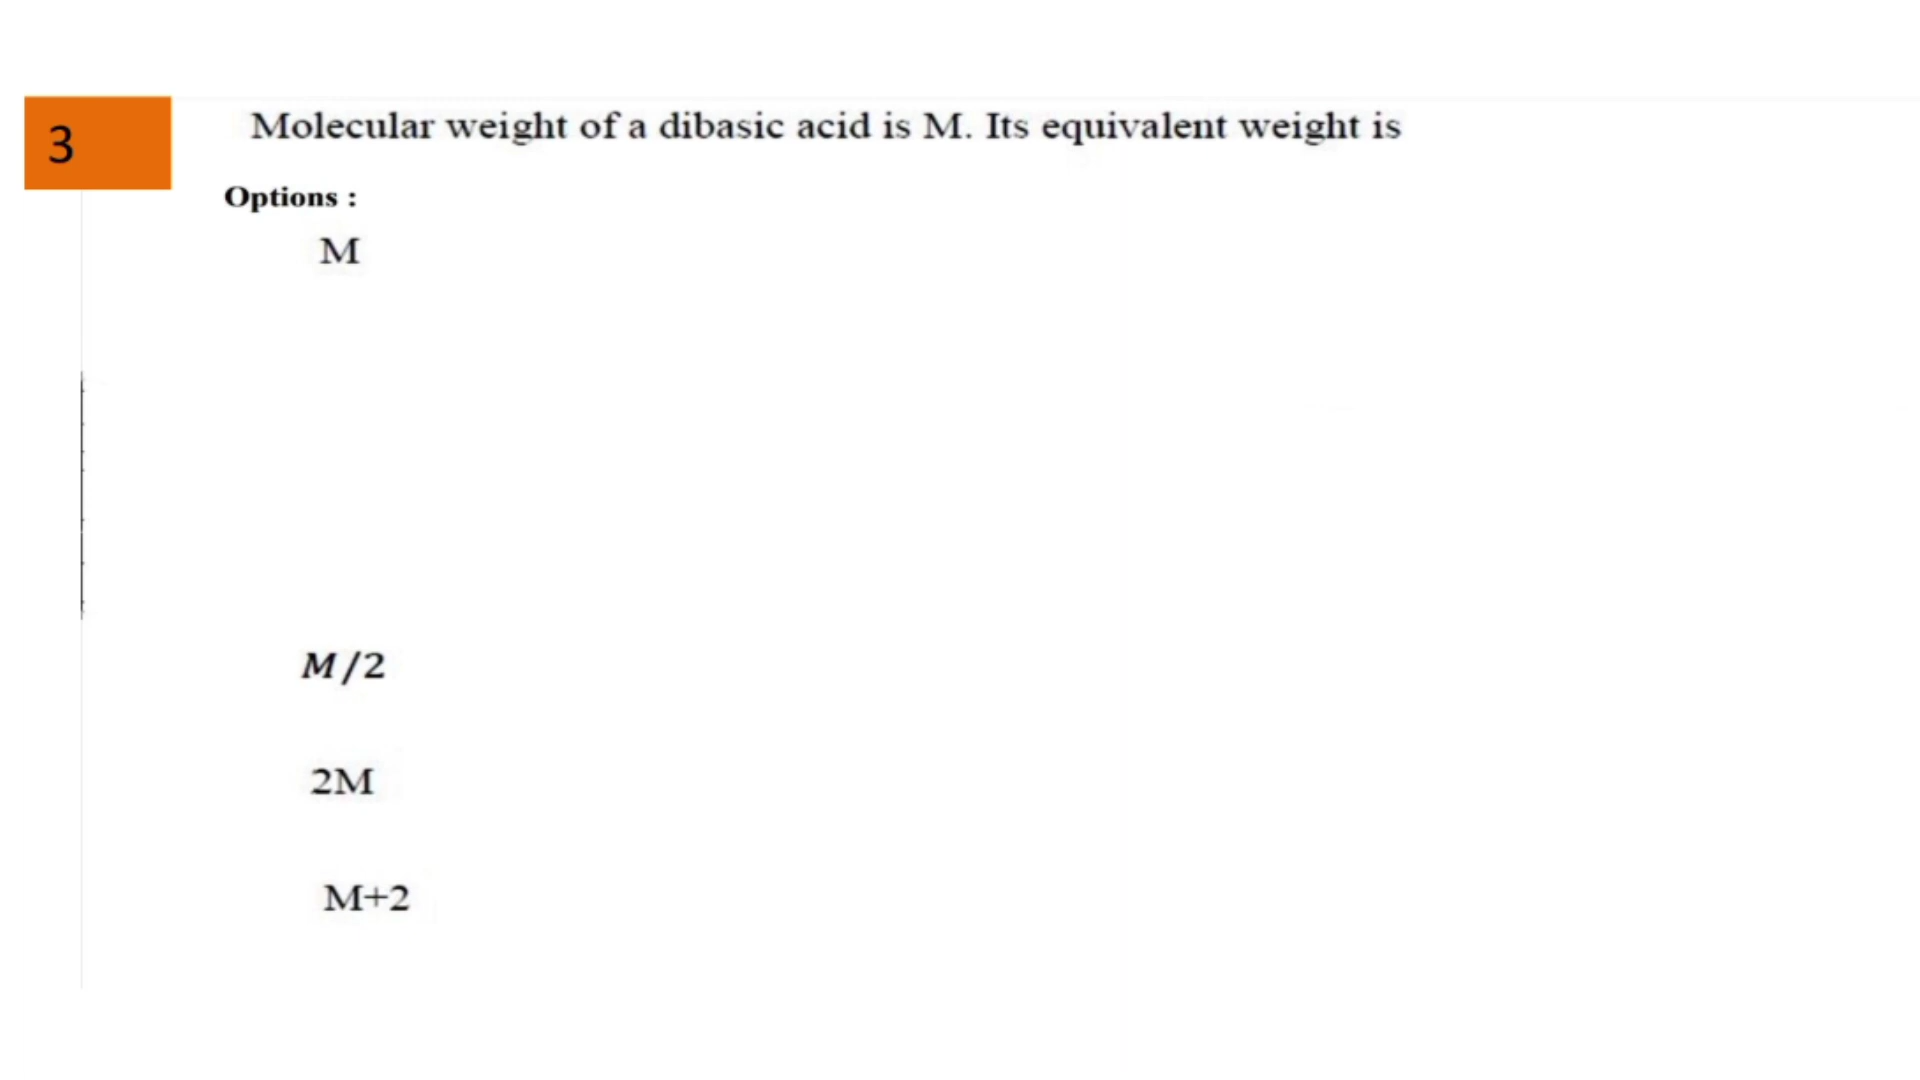 3
Molecular weight of a dibasic acid is M. Its equivalent weight is
Options :
M
M/2
2M
M+2